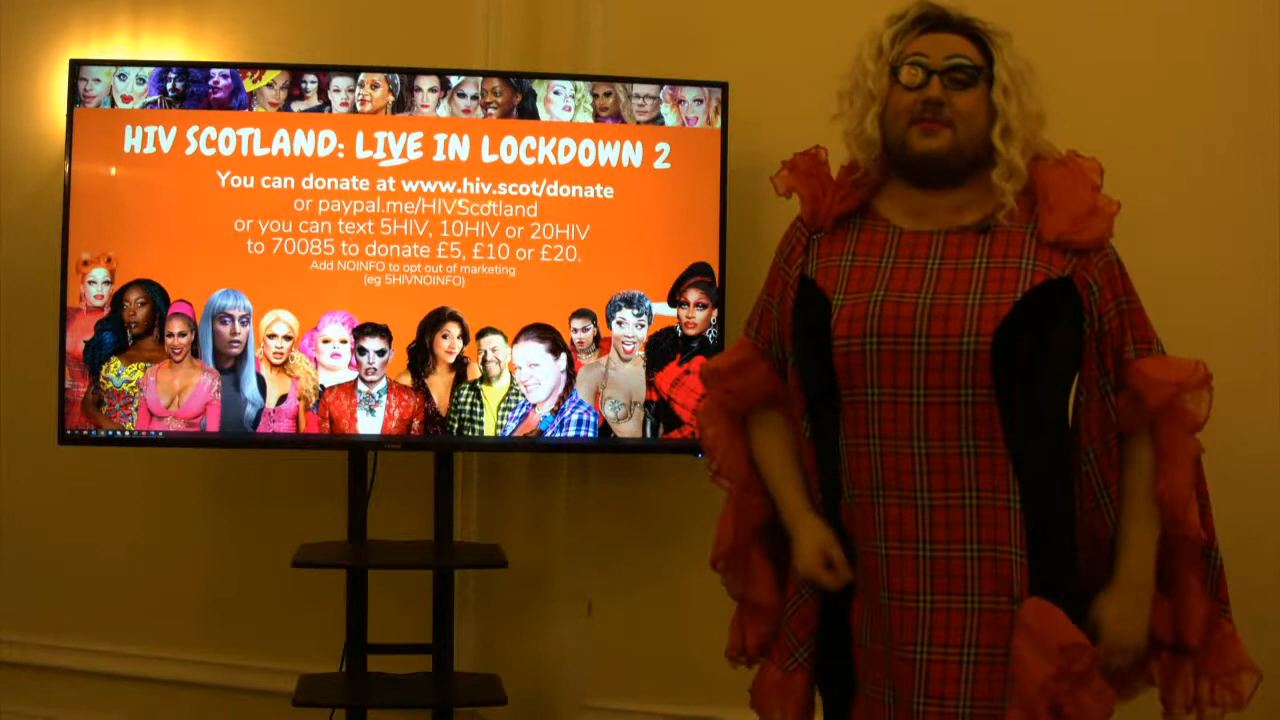 HIV SCOTLAND: LIVE IN LOCKDOWN 2
You can donate at www.hiv.scot/donate
or paypal.me/HIVScotland
or you can text 5HIV, 10HIV or 20HIV
to 70085 to donate £5, £10 or £20.
Add NOINFO to opt out of marketing
(eg 5HIVNOINFO)